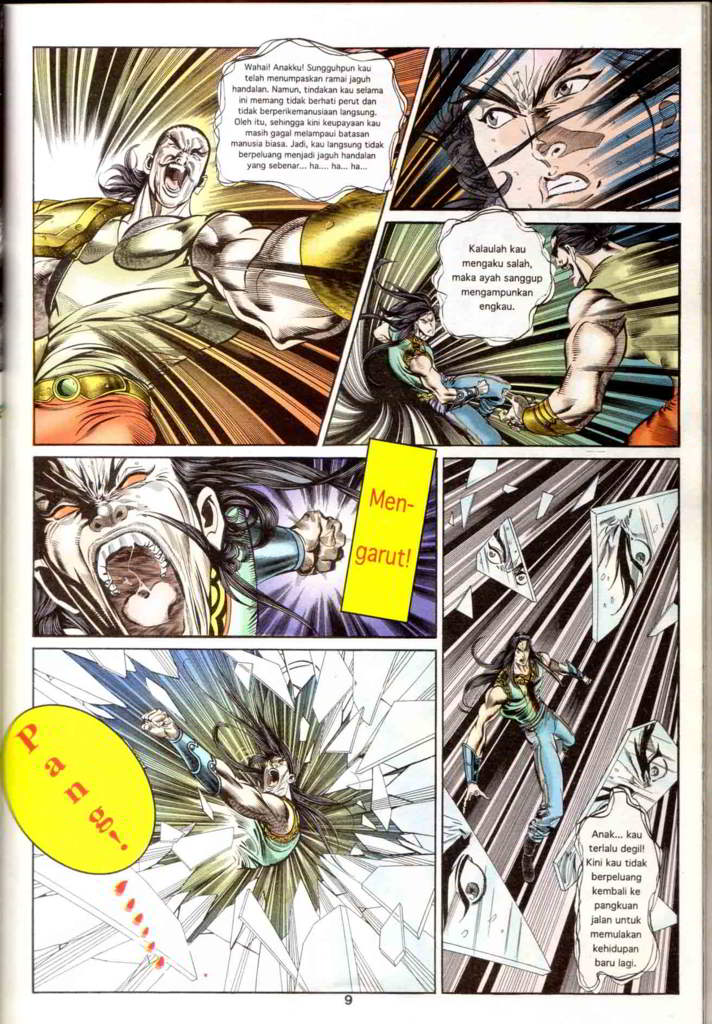 Wahai! Anakku! Sungguhpun kau
telah menumpaskan ramai jaguh
handalan. Namun, tindakan kau selama
ini memang tidak berhati perut dan
tidak berperikemanusiaan langsung.
Oleh itu, sehingga kini keupayaan kau
masih gagal melampaui batasan
manusia biasa. Jadi, kau langsung tidak
berpeluang menjadi jaguh handalan
yang sebenar... ha.... ha... ha...
Kalaulah kau
mengaku salah,
maka ayah sanggup
mengampunkan
engkau.
Men-
garut!
Pang!
Anak... kau
terlalu degil!
Kini kau tidak
berpeluang
kembali ke
pangkuan
jalan untuk
memulakan
kehidupan
baru lagi.
9